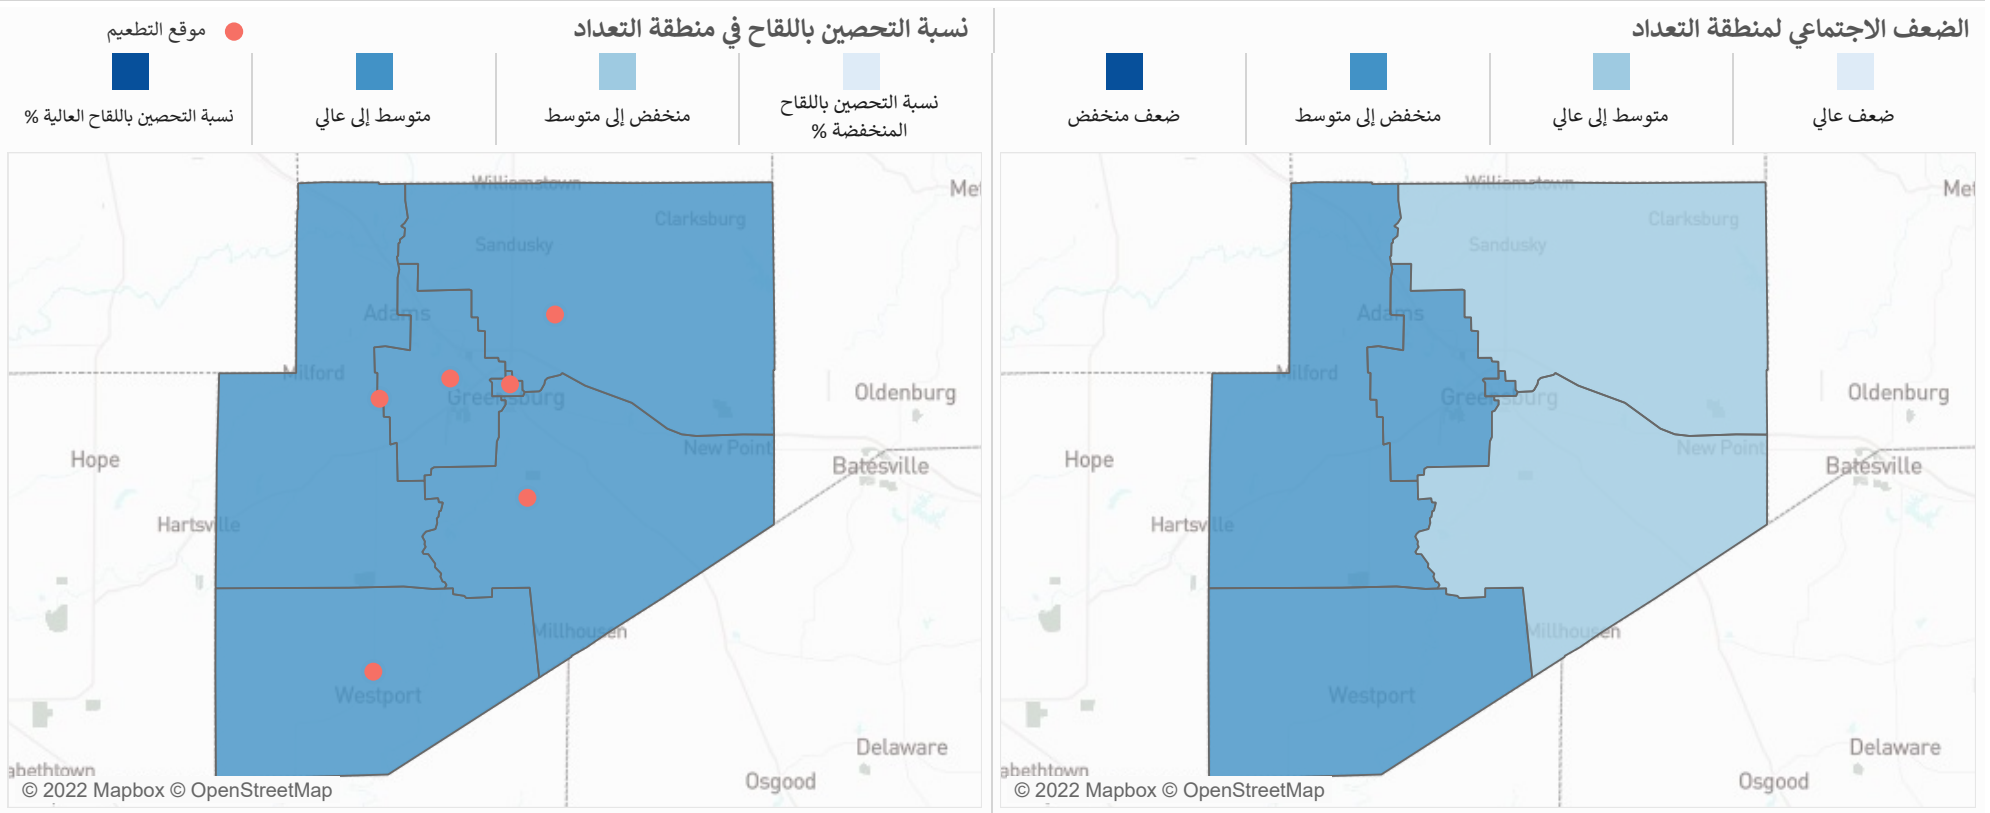 الضعف الاجتماعي لمنطقة التعداد
ضعف عالي
متوسط إلى عالي
منخفض إلى متوسط
ضعف منخفض
Williamstown
Clarksburg
Sandusky
Adams
Milford
Greensburg
Oldenburg
New Point
Hope
Batesville
Hartsville
Millhousen
Westport
Delaware
Osgood
© 2022 Mapbox © OpenStreetMap
نسبة التحصين باللقاح في منطقة التعداد
موقع التطعيم
نسبة التحصين باللقاح
المنخفضة %
منخفض إلى متوسط
متوسط إلى عالي
نسبة التحصين باللقاح العالية %
Williamstown
Clarksburg
Sandusky
Adams
Milford
Greensburg
Oldenburg
New Point
Hope
Batesville
Hartsville
Millhousen
Westport
Delaware
Osgood
© 2022 Mapbox © OpenStreetMap